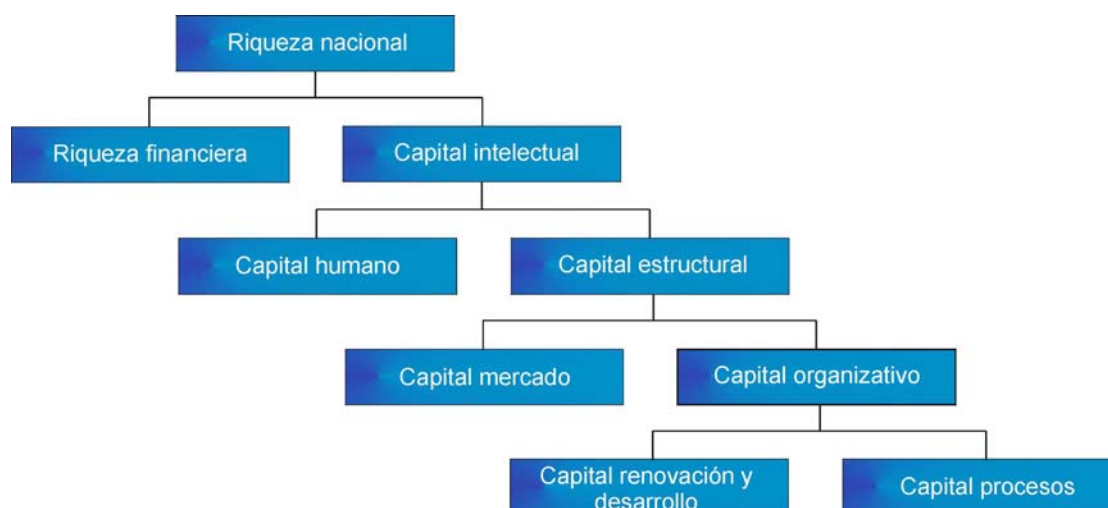 Riqueza nacional
Riqueza financiera
Capital intelectual
Capital humano
Capital estructural
Capital mercado
Capital organizativo
Capital renovación y
desarrollo
Capital procesos